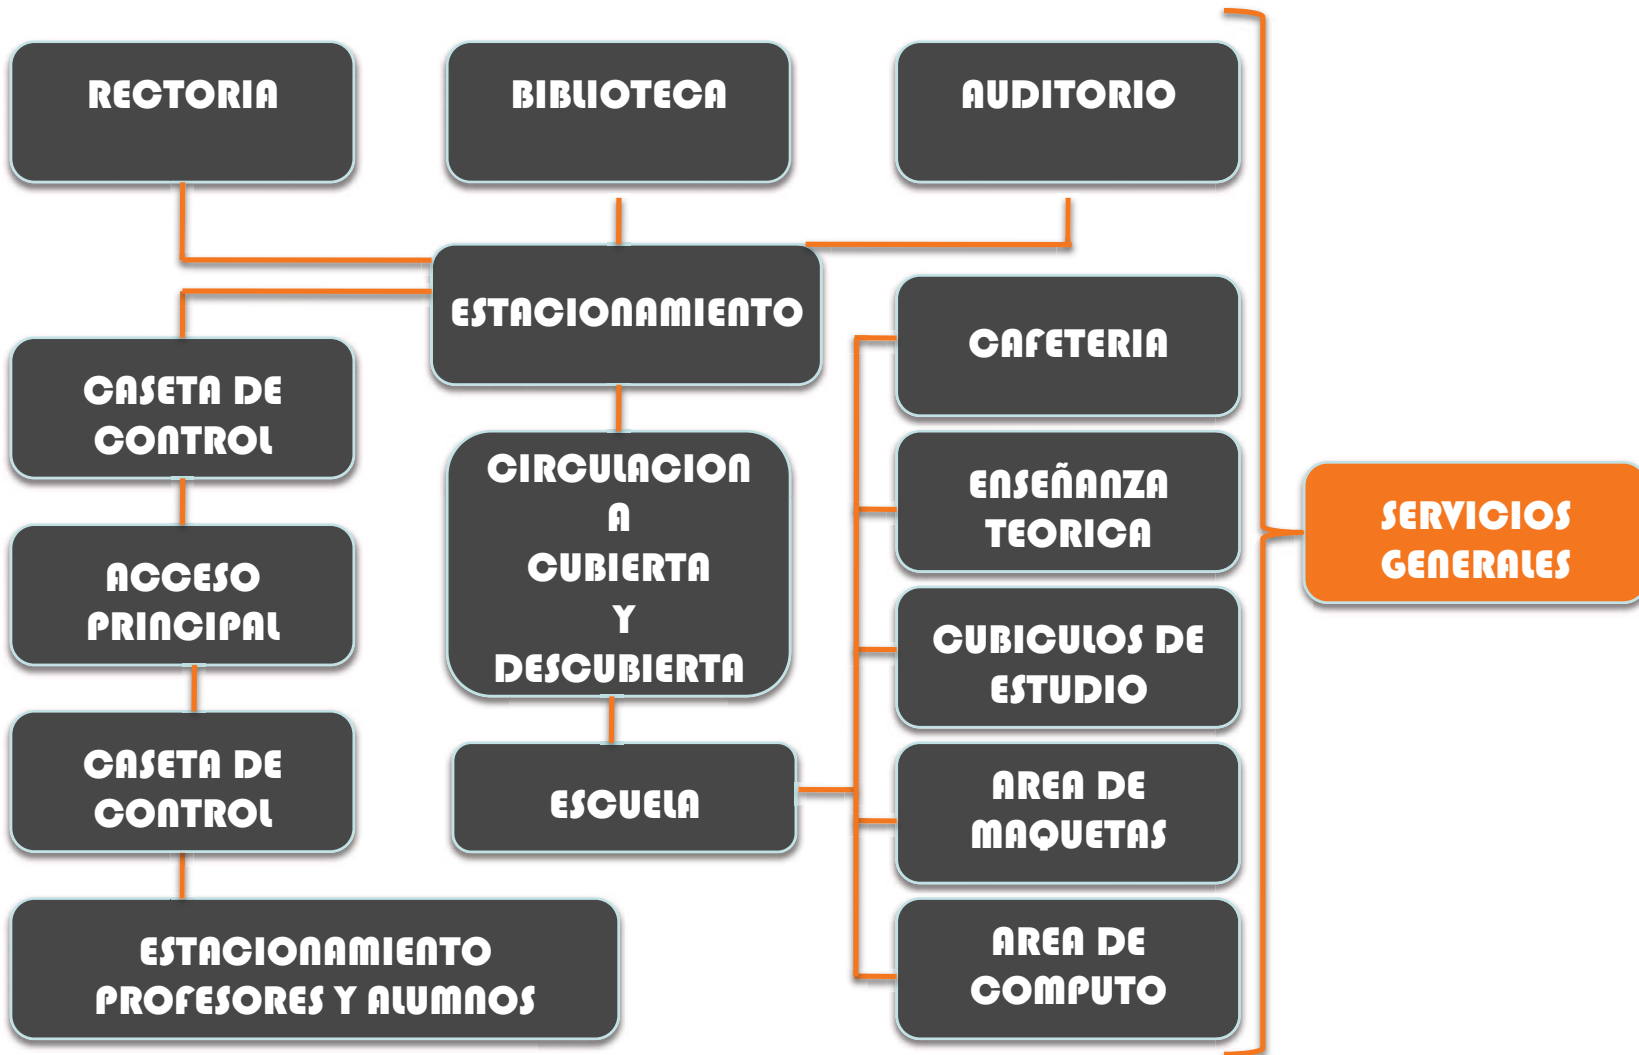 RECTORIA
BIBLIOTECA
AUDITORIO
ESTACIONAMIENTO
CASETA DE
CONTROL
ACCESO
PRINCIPAL
CASETA DE
CONTROL
ESTACIONAMIENTO
PROFESORES Y ALUMNOS
CIRCULACION
A
CUBIERTA
Y
DESCUBIERTA
ESCUELA
CAFETERIA
ENSEÑANZA
TEORICA
CUBICULOS DE
ESTUDIO
AREA DE
MAQUETAS
AREA DE
COMPUTO
SERVICIOS
GENERALES